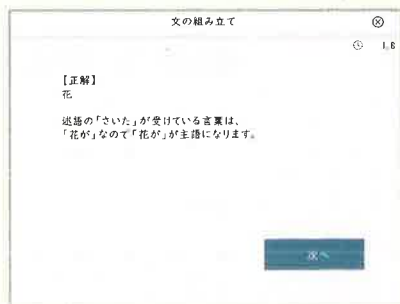 文の組み立て
【正解】
花
述語の「さいた」が受けている言葉は、
「花が」なので「花が」が主語になります。
次へ